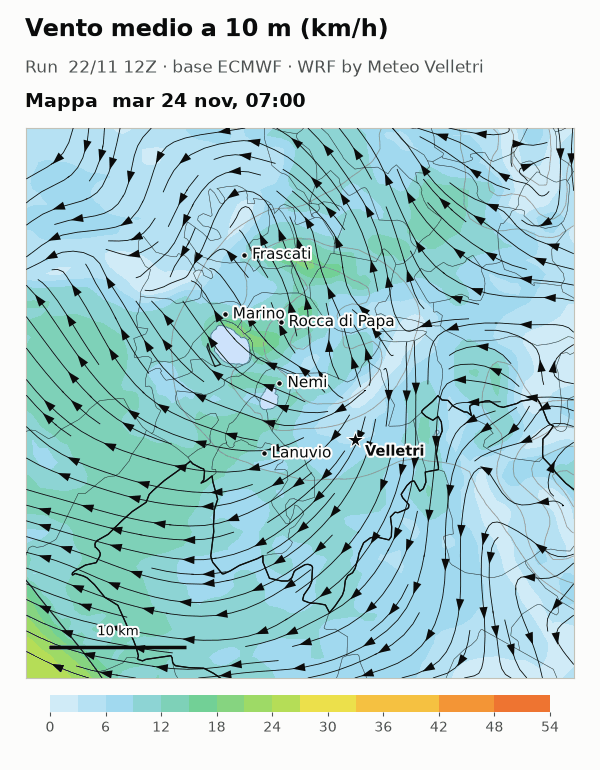 Vento medio a 10 m (km/h)
Run  22/11 12Z · base ECMWF · WRF by Meteo Velletri
Mappa  mar 24 nov, 07:00
Frascati
Marino
Rocca di Papa
Nemi
Velletri
Lanuvio
10 km
0 6 12 18 24 30 36 42 48 54